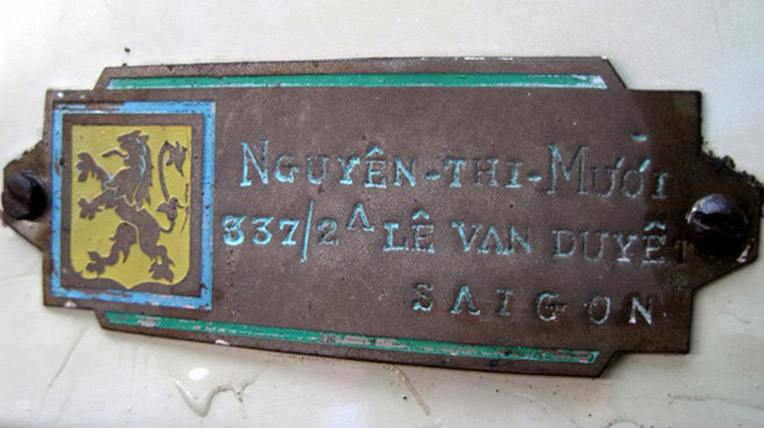 NGUYÊN-THI-MƯỜI
337/2A LÊ VAN DUYÊT
SAIGON